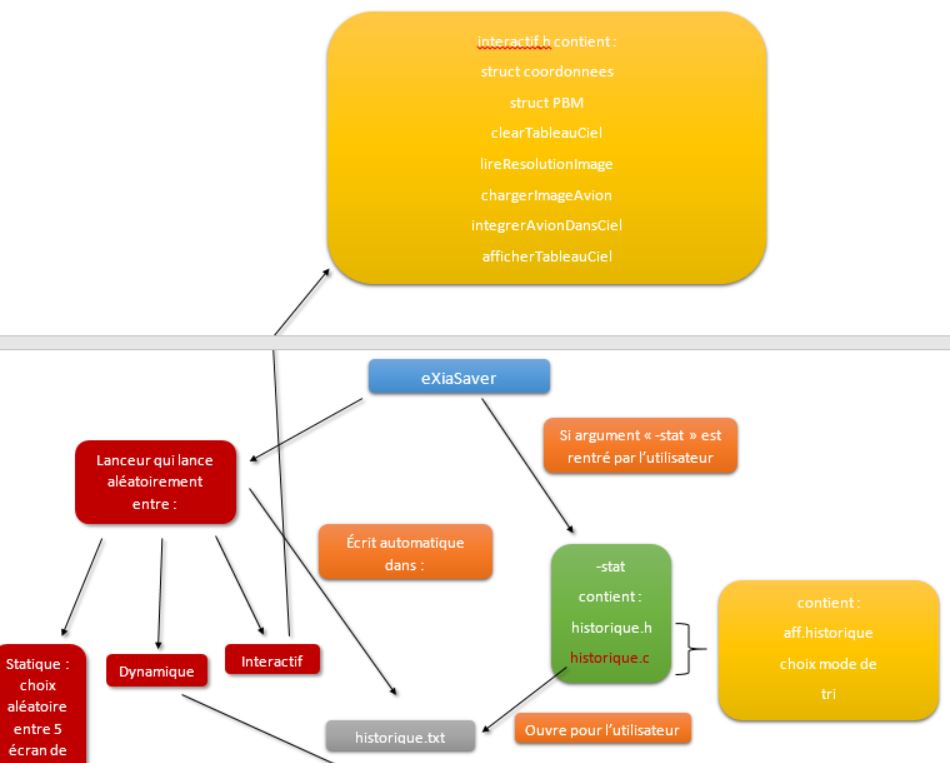 interactif.h contient :
struct coordonnees
struct PBM
clearTableauCiel
lireResolutionImage
chargerImageAvion
integrerAvionDansCiel
afficherTableauCiel
eXiaSaver
Si argument « -stat » est
rentré par l'utilisateur
Lanceur qui lance
aléatoirement
entre :
Écrit automatique
dans :
-stat
contient :
historique.h
historique.c
contient :
aff.historique
choix mode de
tri
Statique :
choix
aléatoire
entre 5
écran de
Dynamique
Interactif
historique.txt
Ouvre pour l'utilisateur